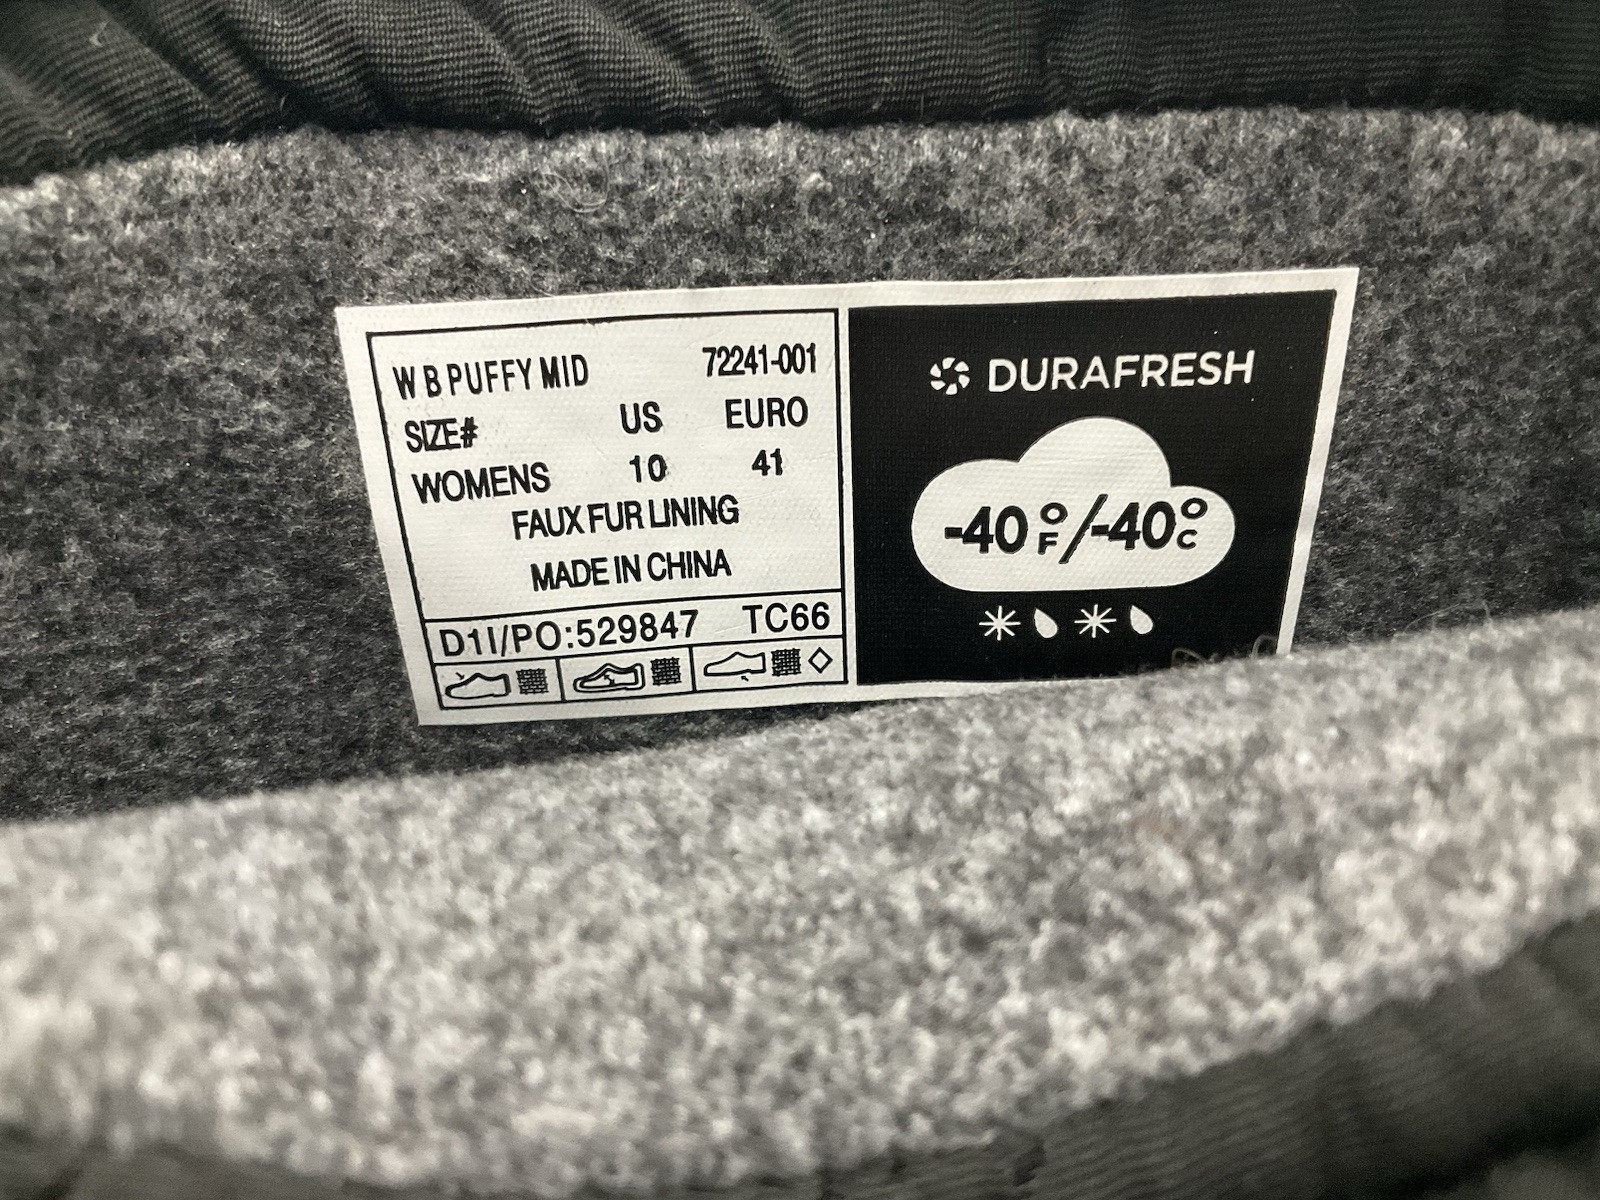 W B PUFFY MID 72241-001
SIZE# US EURO
WOMENS 10 41
FAUX FUR LINING
MADE IN CHINA
D1I/PO:529847 TC66
DURAFRESH
-40°F/-40°C